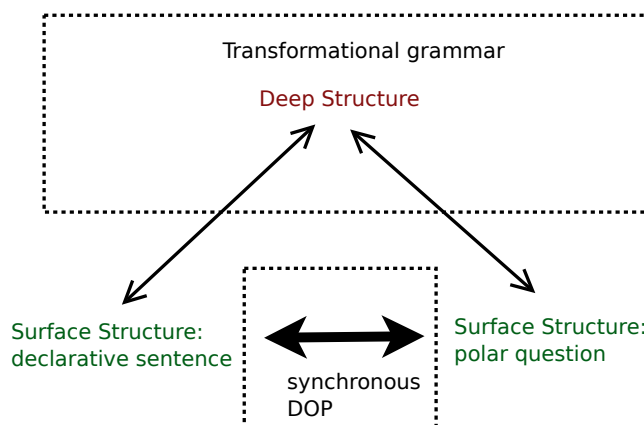 Transformational grammar
Deep Structure
Surface Structure:
declarative sentence
synchronous
DOP
Surface Structure:
polar question